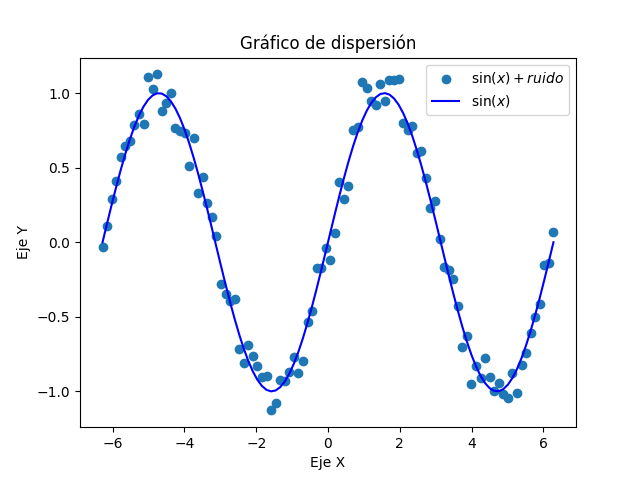 Gráfico de dispersión
sin(x) + ruido
sin(x)
Eje Y
1.0
0.5
0.0
−0.5
−1.0
−6
−4
−2
0
2
4
6
Eje X